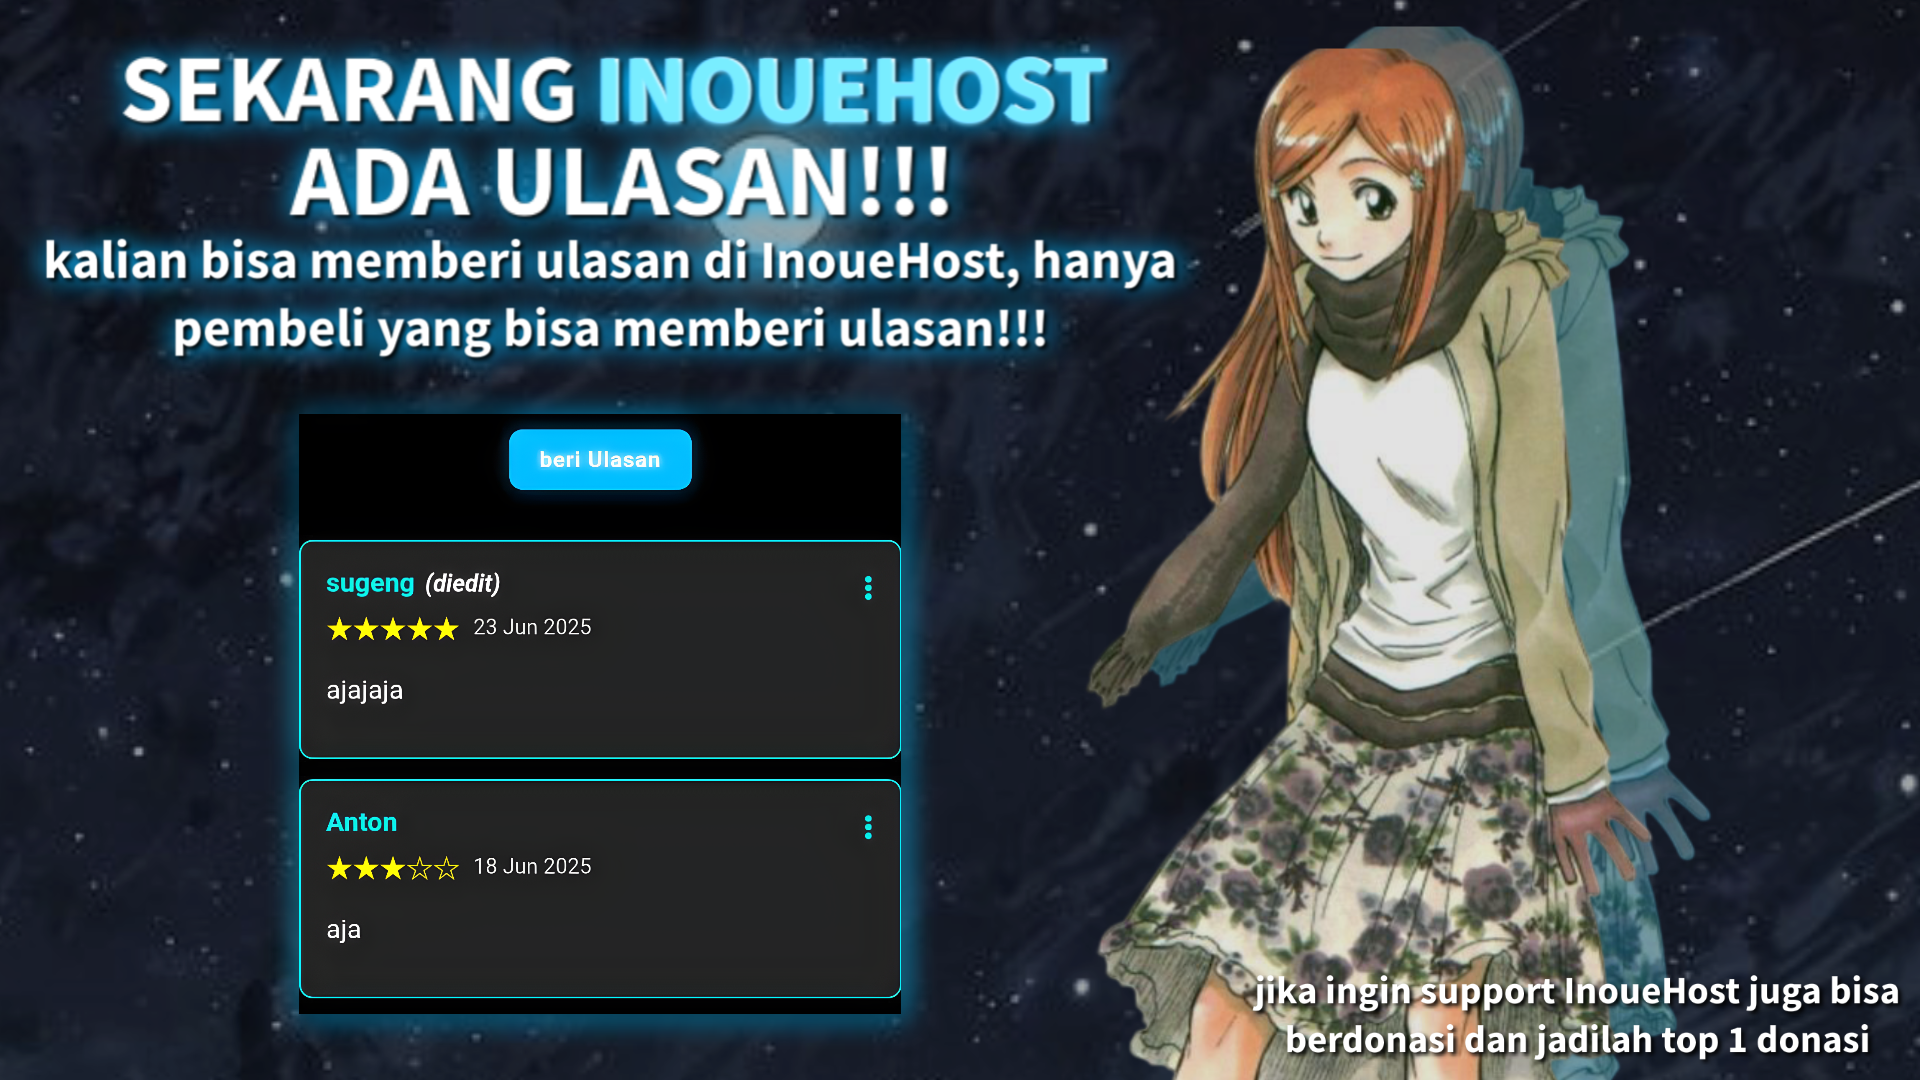 SEKARANG INOUEHOST
ADA ULASAN!!!
kalian bisa memberi ulasan di InoueHost, hanya
pembeli yang bisa memberi ulasan!!!
beri Ulasan
sugeng (diedit)
★★★★★ 23 Jun 2025
ajajaja
Anton
★★★☆☆ 18 Jun 2025
aja
jika ingin support InoueHost juga bisa
berdonasi dan jadilah top 1 donasi